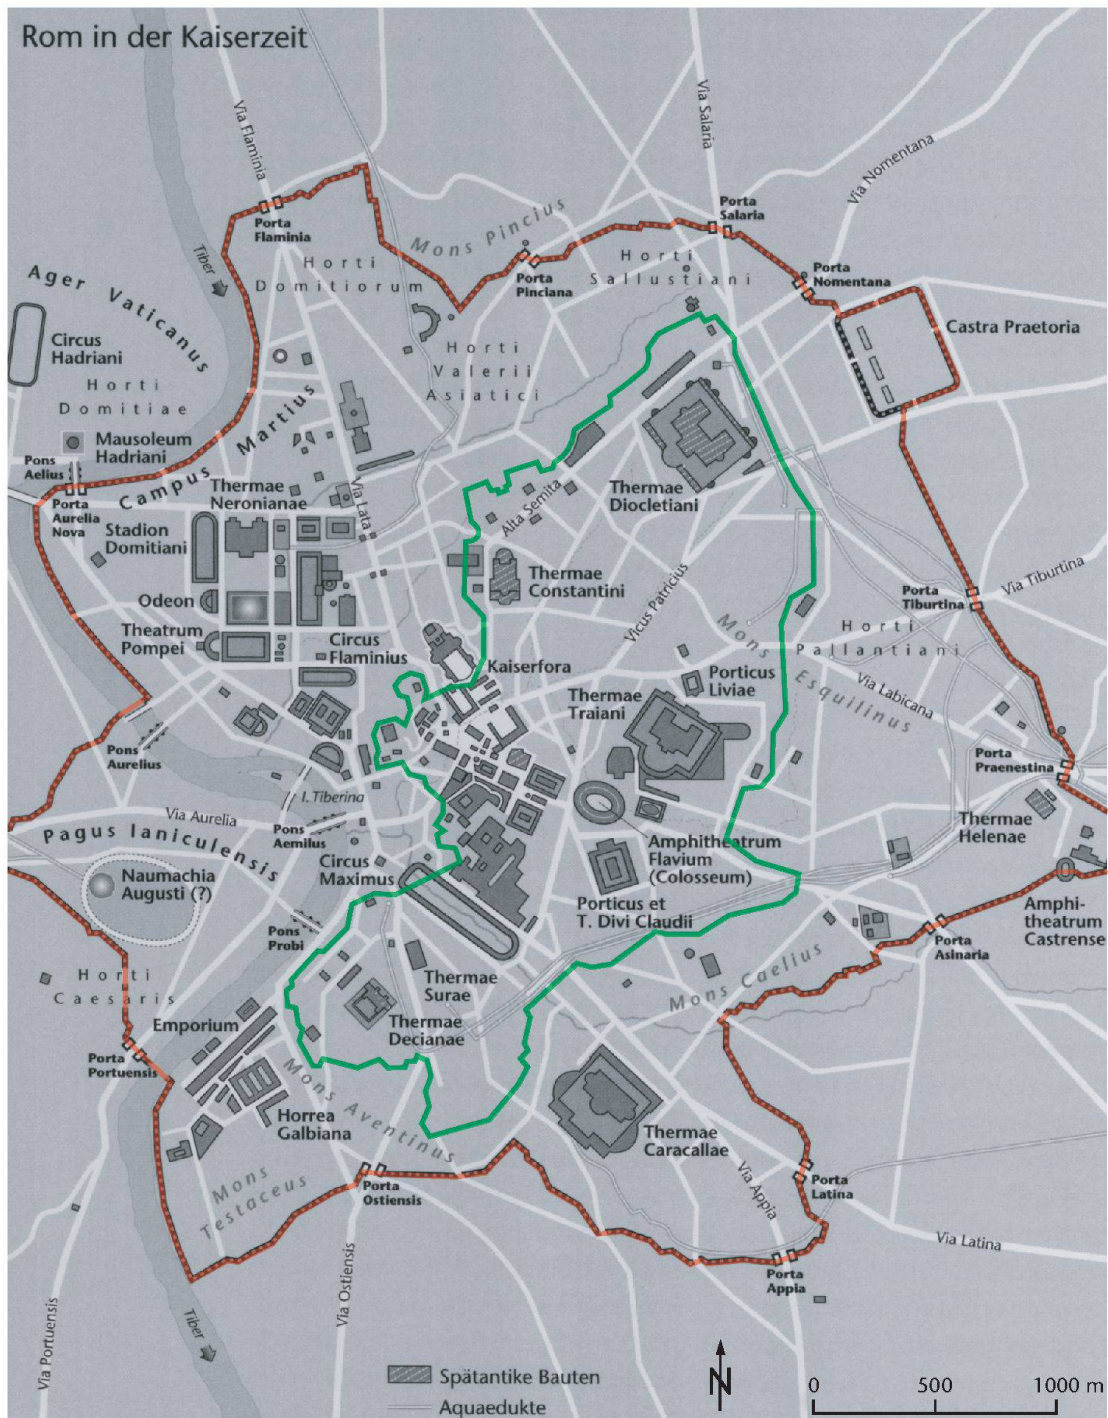 Rom in der Kaiserzeit
Via Flaminia
Via Salaria
Via Nomentana
Porta
Flaminia
Mons Pincius
Porta
Salaria
Tiber
Horti
Domitiorum
Porta
Pinciana
Horti
Sallustiani
Porta
Nomentana
Ager Vaticanus
Circus
Hadriani
Castra Praetoria
Horti
Domitiae
Horti
Valerii
Asiatici
Mausoleum
Hadriani
Pons
Aelius
Campus Martius
Porta
Aurelia
Nova
Thermae
Neronianae
Via Lata
Alta Semita
Thermae
Diocletiani
Stadion
Domitiani
Thermae
Constantini
Vicus Patricius
Via Tiburtina
Porta
Tiburtina
Odeon
Theatrum
Pompei
Circus
Flaminius
Kaiserfora
Mons Esquilinus
Horti
Pallantiani
Porticus
Liviae
Via Labicana
Thermae
Traiani
Pons
Aurelius
Porta
Praenestina
I. Tiberina
Via Aurelia
Pons
Aemilus
Pagus Ianiculensis
Thermae
Helenae
Amphitheatrum
Flavium
(Colosseum)
Circus
Maximus
Naumachia
Augusti (?)
Porticus et
T. Divi Claudii
Amphi-
theatrum
Castrense
Pons
Probi
Porta
Asinaria
Horti
Caesaris
Thermae
Surae
Mons Caelius
Emporium
Thermae
Decianae
Porta
Portuensis
Mons Aventinus
Horrea
Galbiana
Thermae
Caracallae
Mons
Testaceus
Porta
Ostiensis
Via Appia
Porta
Latina
Via Latina
Porta
Appia
Via Ostiensis
Via Portuensis
Tiber
Spätantike Bauten
Aquaedukte
N
0 500 1000 m